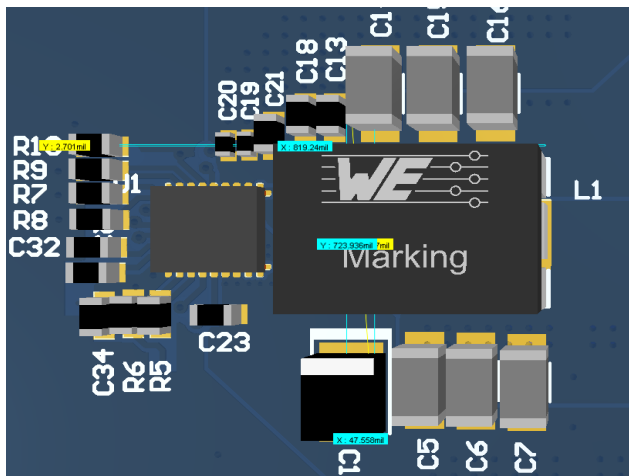 C15
C16
C18
C13
C21
C20
C19
R10
Y : 2.701mil
X : 819.24mil
R9
R7
R8
WE
L1
C32
Y : 723.936mil
Marking
C34
R6
R5
C23
X : 47.558mil
C5
C6
C7